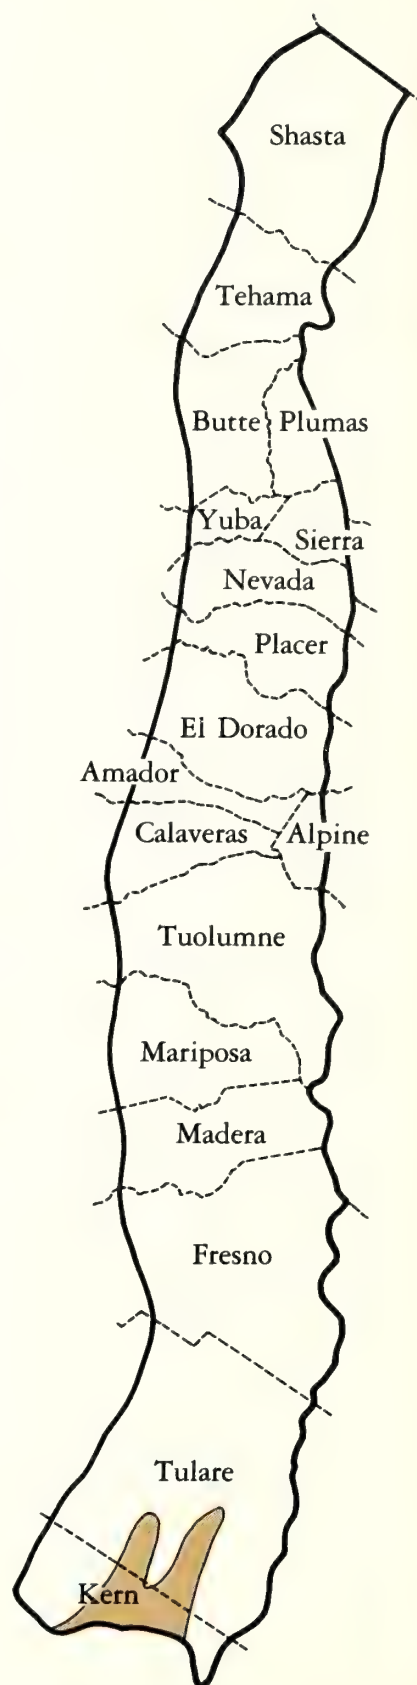 Shasta
Tehama
Butte Plumas
Yuba
Sierra
Nevada
Placer
El Dorado
Amador
Calaveras Alpine
Tuolumne
Mariposa
Madera
Fresno
Tulare
Kern